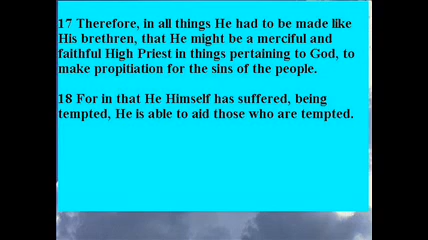 17 Therefore, in all things He had to be made like
His brethren, that He might be a merciful and
faithful High Priest in things pertaining to God, to
make propitiation for the sins of the people.
18 For in that He Himself has suffered, being
tempted, He is able to aid those who are tempted.